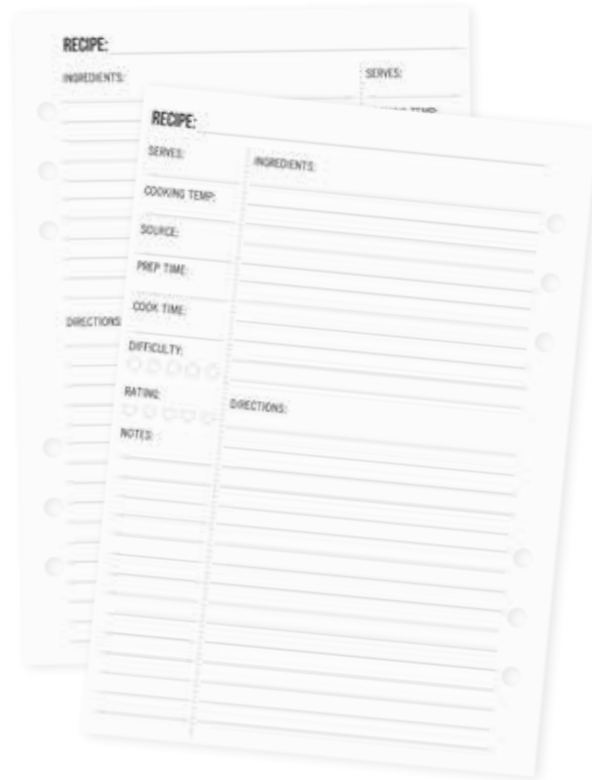 RECIPE:
INGREDIENTS:
SERVES:
DIRECTIONS
RECIPE:
SERVES:
INGREDIENTS:
COOKING TEMP:
SOURCE:
PREP TIME
COOK TIME:
DIFFICULTY:
RATING:
DIRECTIONS:
NOTES: